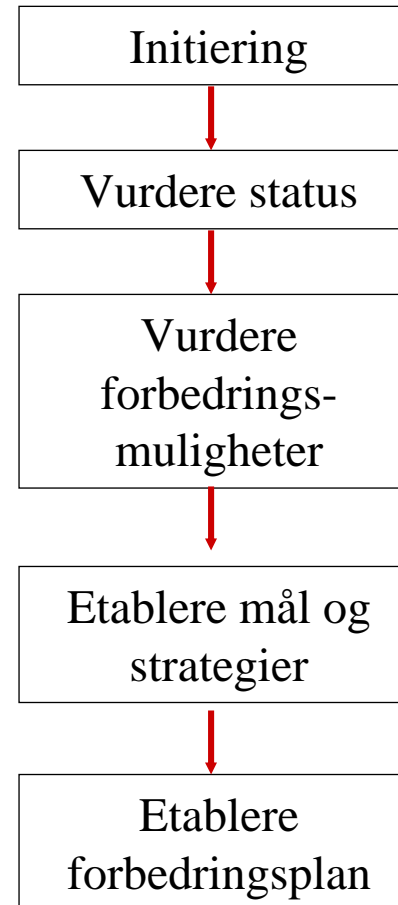 Initiering
Vurdere status
Vurdere
forbedrings-
muligheter
Etablere mål og
strategier
Etablere
forbedringsplan